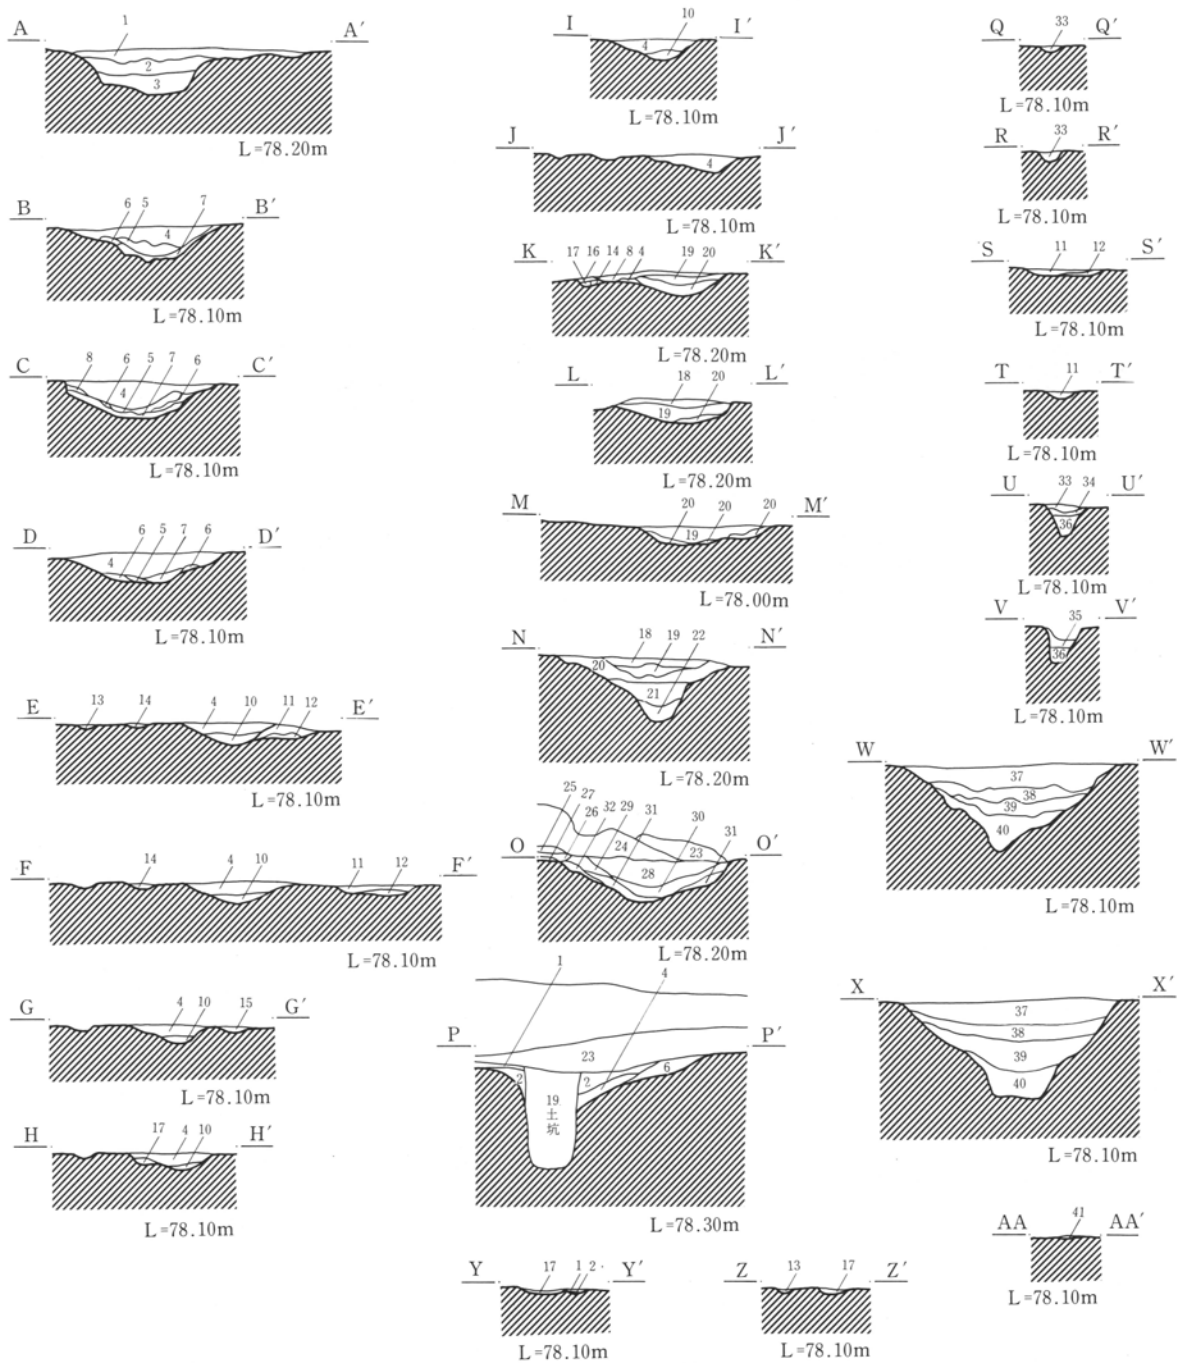 1
A A′
2
3
L=78.20m
6 5 7
B B′
4
L=78.10m
8 6 5 7 6
C C′
4
L=78.10m
6 5 7 6
D D′
4
L=78.10m
13 14 4 10 11 12
E E′
L=78.10m
14 4 10 11 12
F F′
L=78.10m
4 10 15
G G′
L=78.10m
17 4 10
H H′
L=78.10m
10
I I′
4
L=78.10m
J J′
4
L=78.10m
17 16 14 8 4 19 20
K K′
L=78.20m
18 20
L L′
19
L=78.20m
20 20 20
M M′
19
L=78.00m
18 19 22
N N′
20
21
L=78.20m
25 27 26 32 29 31 30 31
O O′
24 23
28
L=78.20m
1 4
P P′
23
2 2 6
19
土
坑
L=78.30m
33
Q Q′
L=78.10m
33
R R′
L=78.10m
11 12
S S′
L=78.10m
11
T T′
L=78.10m
33 34
U U′
36
L=78.10m
35
V V′
36
L=78.10m
W W′
37
38
39
40
L=78.10m
X X′
37
38
39
40
L=78.10m
17 1 2
Y Y′
L=78.10m
13 17
Z Z′
L=78.10m
41
AA AA′
L=78.10m